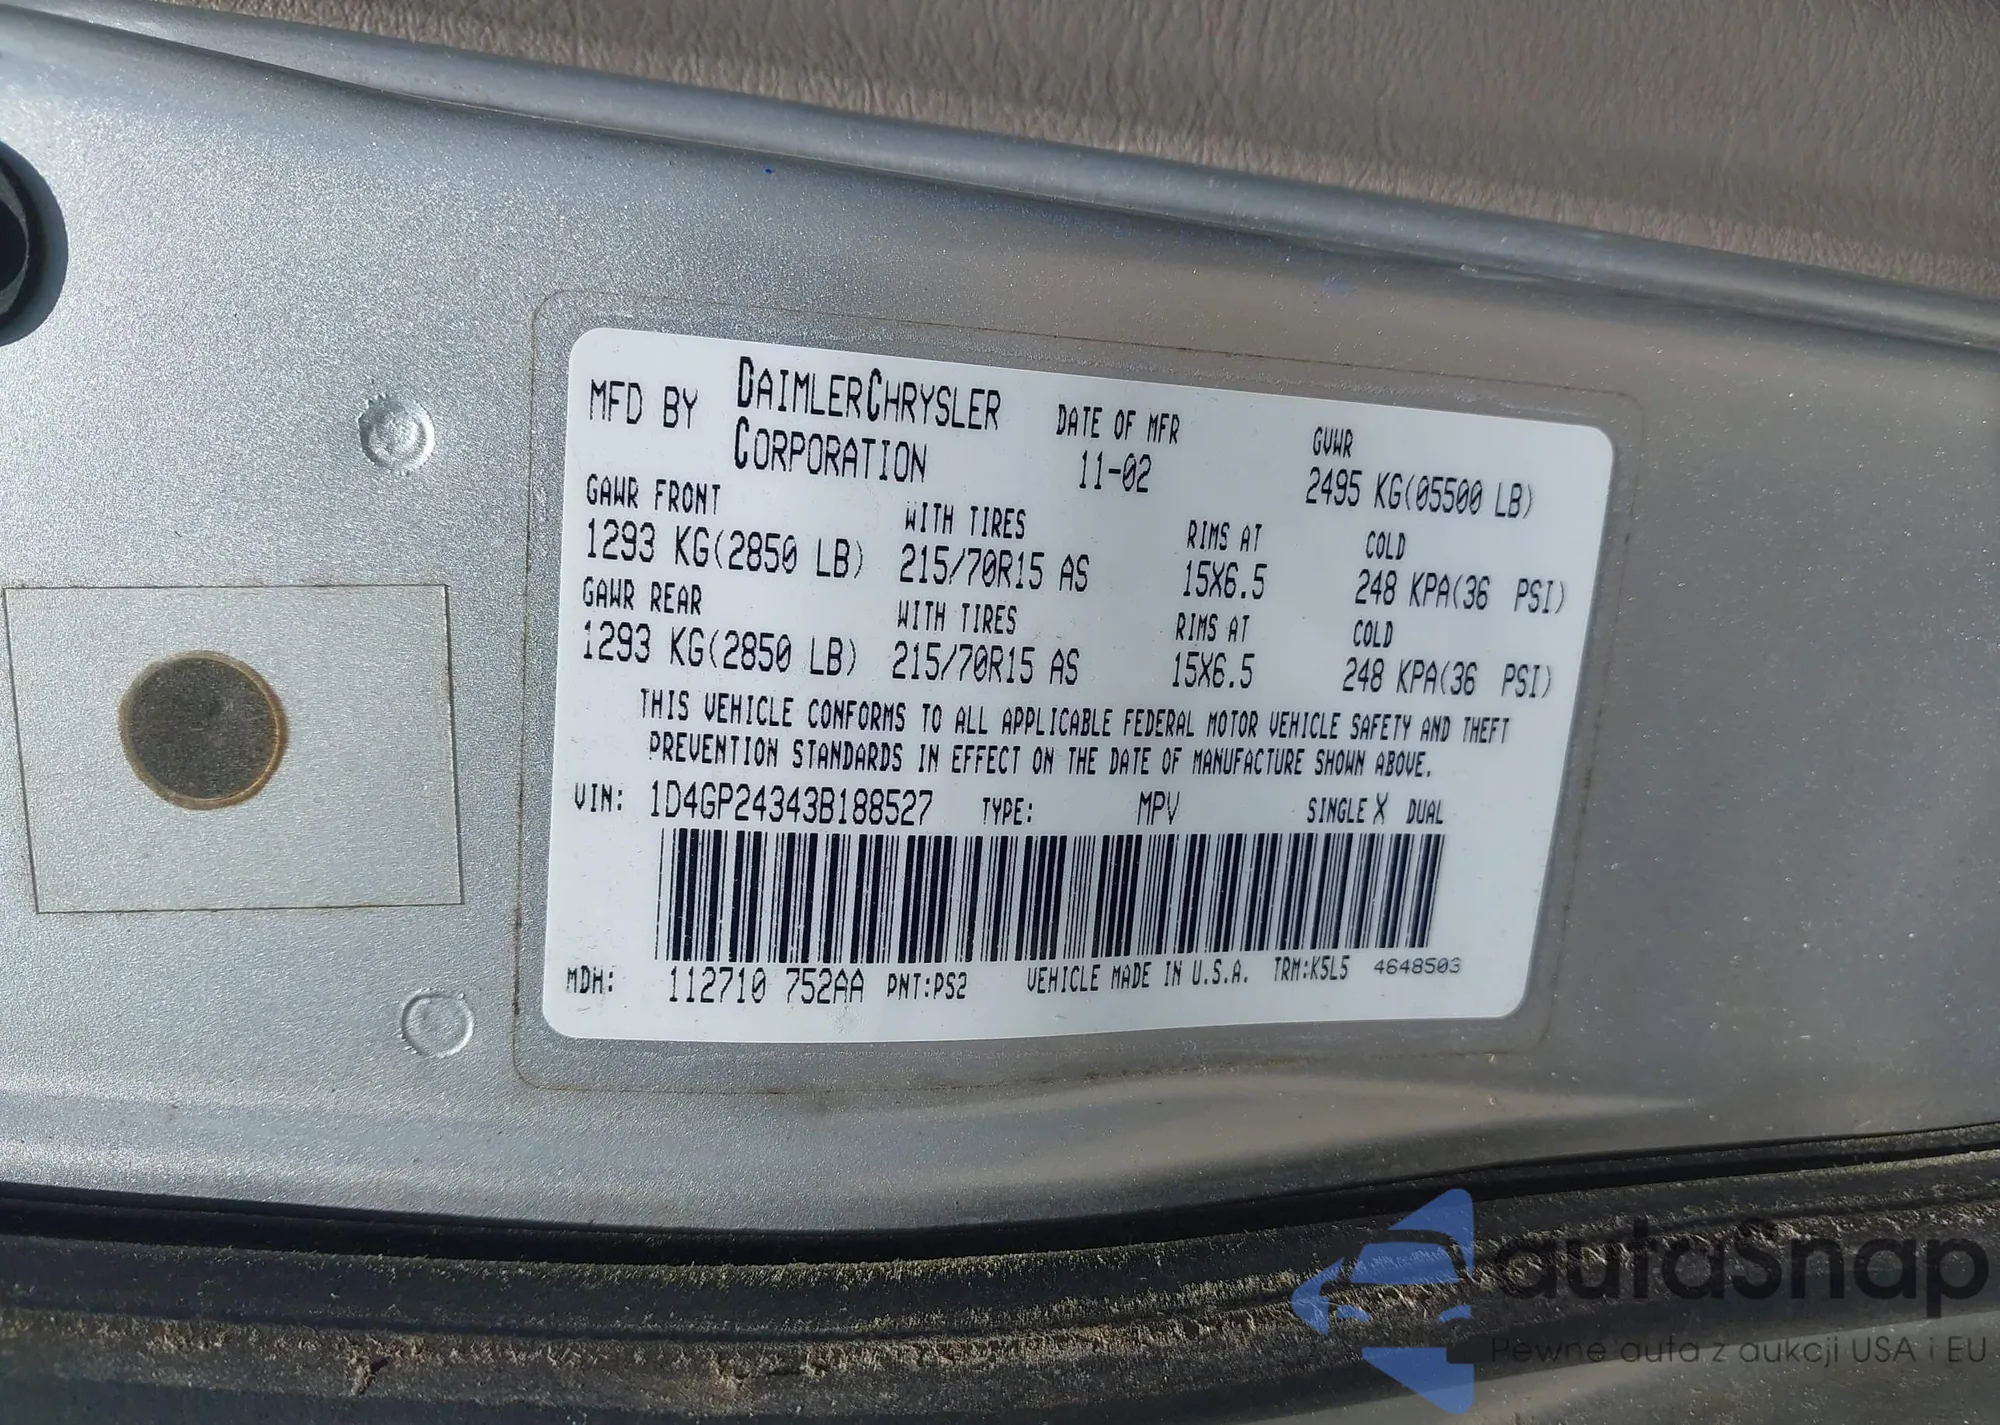 MFD BY DAIMLERCHRYSLER CORPORATION
DATE OF MFR 11-02
GVWR 2495 KG(05500 LB)
GAWR FRONT WITH TIRES RIMS AT COLD
1293 KG(2850 LB) 215/70R15 AS 15X6.5 248 KPA(36 PSI)
GAWR REAR WITH TIRES RIMS AT COLD
1293 KG(2850 LB) 215/70R15 AS 15X6.5 248 KPA(36 PSI)
THIS VEHICLE CONFORMS TO ALL APPLICABLE FEDERAL MOTOR VEHICLE SAFETY AND THEFT
PREVENTION STANDARDS IN EFFECT ON THE DATE OF MANUFACTURE SHOWN ABOVE.
VIN: 1D4GP24343B188527 TYPE: MPV SINGLE X DUAL
MDH: 112710 752AA PNT:PS2 VEHICLE MADE IN U.S.A. TRM:K5L5 4648503
autaSnap
Pewne auta z aukcji USA i EU